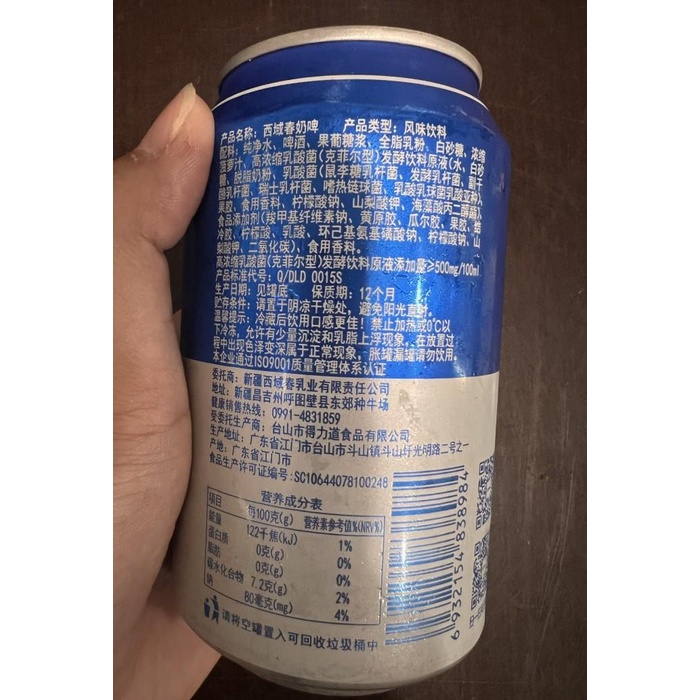 产品名称：西域春奶啤 产品类型：风味饮料
配料：纯净水、啤酒、果葡糖浆、全脂乳粉、白砂糖、浓缩
菠萝汁、高浓缩乳酸菌(克菲尔型)发酵饮料原液(水、白砂
糖、脱脂奶粉、乳酸菌(鼠李糖乳杆菌、发酵乳杆菌、副干
酪乳杆菌、瑞士乳杆菌、嗜热链球菌、乳酸乳球菌乳酸亚种)、
果胶、食用香料、柠檬酸钠、山梨酸钾、海藻酸丙二醇酯)、
食品添加剂(羧甲基纤维素钠、黄原胶、瓜尔胶、果胶、结
冷胶、柠檬酸、乳酸、环己基氨基磺酸钠、柠檬酸钠、山
梨酸钾、二氧化碳)、食用香料。
高浓缩乳酸菌(克菲尔型)发酵饮料原液添加量≥500mg/100ml
产品标准代号：Q/DLD 0015S
生产日期：见罐底 保质期：12个月
贮存条件：请置于阴凉干燥处，避免阳光直射。
温馨提示：冷藏后饮用口感更佳！禁止加热或0℃以
下冷冻，允许有少量沉淀和乳脂上浮现象，在放置过
程中出现色泽变深属于正常现象，胀罐漏罐请勿饮用。
本企业通过ISO9001质量管理体系认证
委托商：新疆西域春乳业有限责任公司
地址：新疆昌吉州呼图壁县东郊种牛场
健康销售热线：0991-4831859
受委托生产商：台山市得力道食品有限公司
生产地址：广东省江门市台山市斗山镇斗山圩光明路二号之一
产地：广东省江门市
食品生产许可证编号：SC10644078100248
营养成分表
项目 每100克(g) 营养素参考值%(NRV%)
能量 122千焦(kJ) 1%
蛋白质 0克(g) 0%
脂肪 0克(g) 0%
碳水化合物 7.2克(g) 2%
钠 80毫克(mg) 4%
请将空罐置入可回收垃圾桶中
6 932154 838984